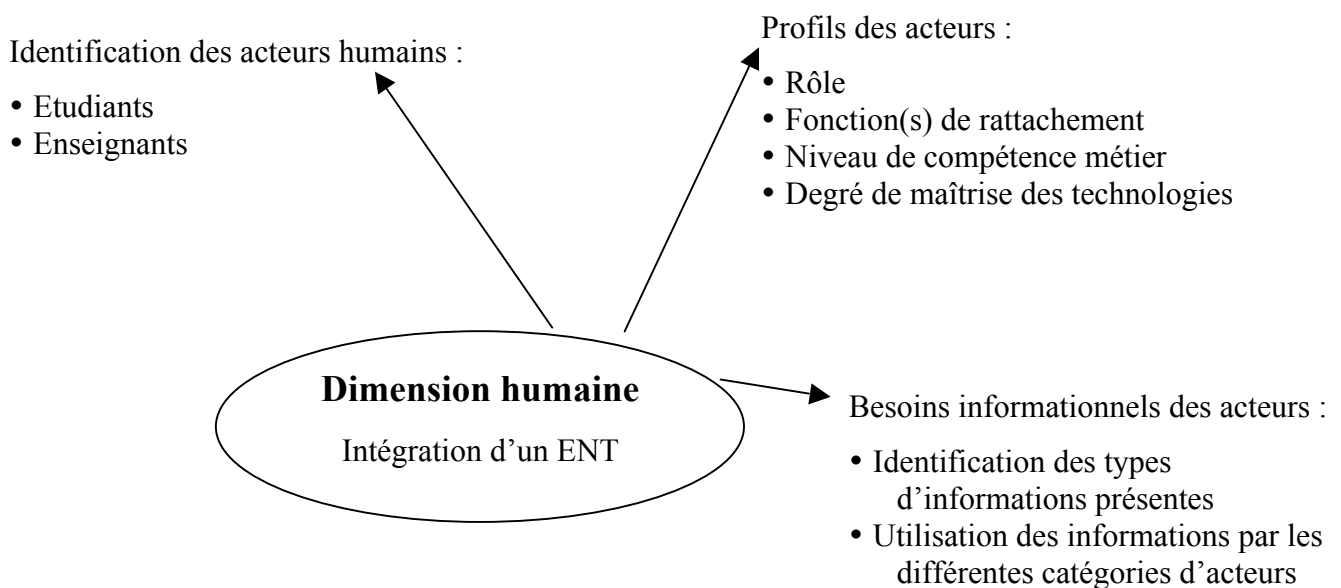 Identification des acteurs humains :
• Etudiants
• Enseignants
Profils des acteurs :
• Rôle
• Fonction(s) de rattachement
• Niveau de compétence métier
• Degré de maîtrise des technologies
Dimension humaine
Intégration d’un ENT
Besoins informationnels des acteurs :
• Identification des types
d’informations présentes
• Utilisation des informations par les
différentes catégories d’acteurs